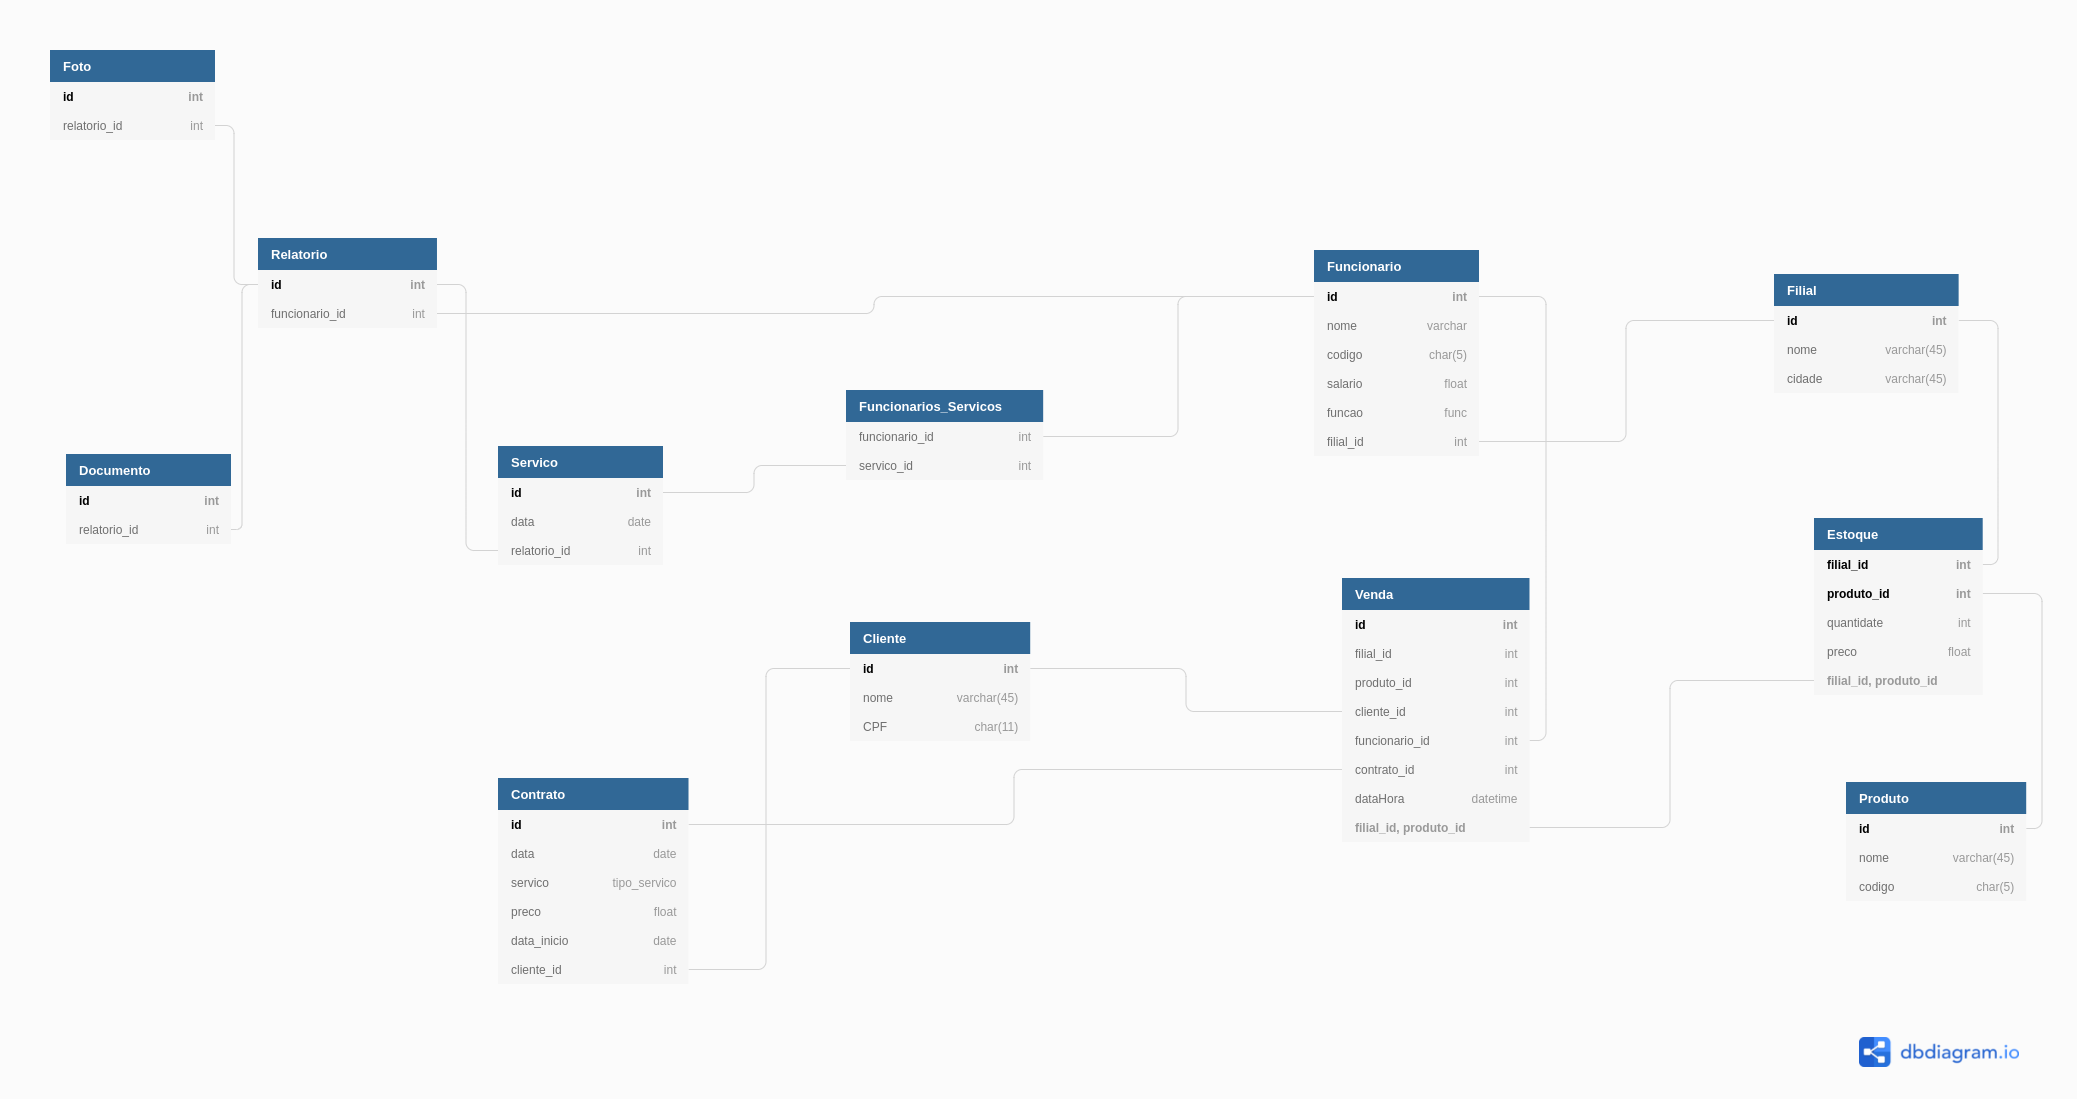 Foto
id int
relatorio_id int
Relatorio
id int
funcionario_id int
Documento
id int
relatorio_id int
Servico
id int
data date
relatorio_id int
Funcionarios_Servicos
funcionario_id int
servico_id int
Funcionario
id int
nome varchar
codigo char(5)
salario float
funcao func
filial_id int
Filial
id int
nome varchar(45)
cidade varchar(45)
Estoque
filial_id int
produto_id int
quantidate int
preco float
filial_id, produto_id
Venda
id int
filial_id int
produto_id int
cliente_id int
funcionario_id int
contrato_id int
dataHora datetime
filial_id, produto_id
Cliente
id int
nome varchar(45)
CPF char(11)
Contrato
id int
data date
servico tipo_servico
preco float
data_inicio date
cliente_id int
Produto
id int
nome varchar(45)
codigo char(5)
dbdiagram.io